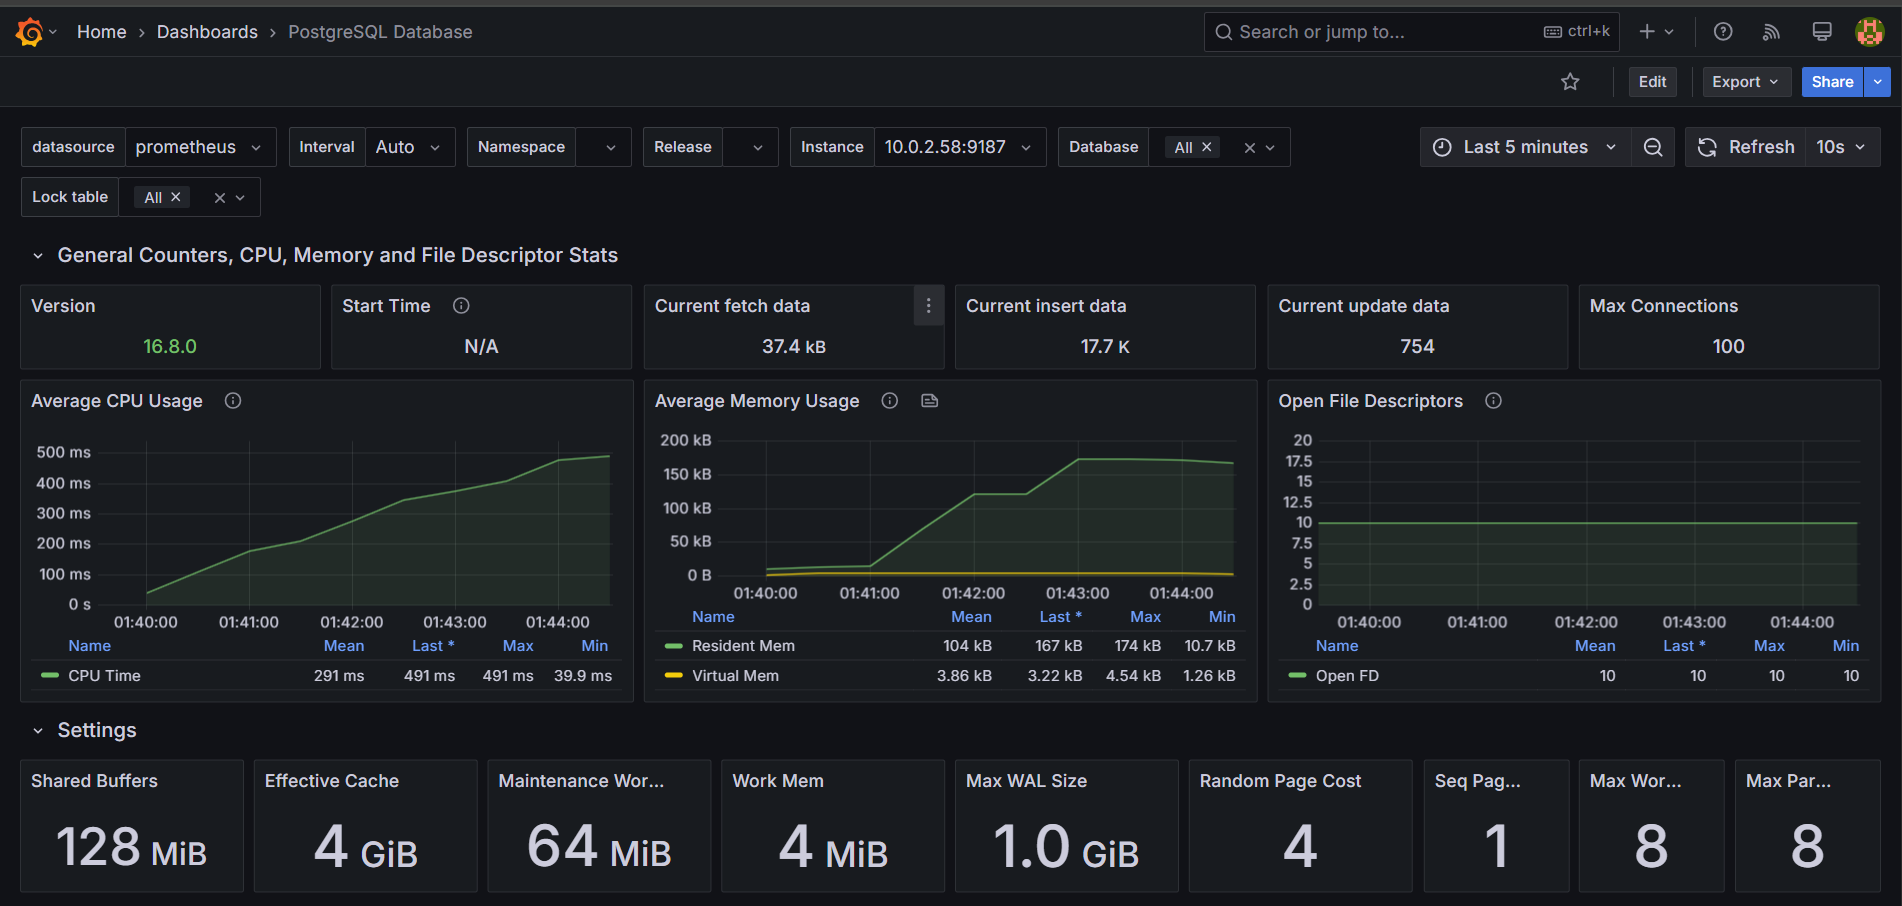 Home › Dashboards › PostgreSQL Database
Search or jump to... ctrl+k
Edit Export Share
datasource prometheus Interval Auto Namespace Release Instance 10.0.2.58:9187 Database All Last 5 minutes Refresh 10s
Lock table All
General Counters, CPU, Memory and File Descriptor Stats
Version
16.8.0
Start Time
N/A
Current fetch data
37.4 kB
Current insert data
17.7 K
Current update data
754
Max Connections
100
Average CPU Usage
500 ms
400 ms
300 ms
200 ms
100 ms
0 s
01:40:00 01:41:00 01:42:00 01:43:00 01:44:00
Name Mean Last * Max Min
CPU Time 291 ms 491 ms 491 ms 39.9 ms
Average Memory Usage
200 kB
150 kB
100 kB
50 kB
0 B
01:40:00 01:41:00 01:42:00 01:43:00 01:44:00
Name Mean Last * Max Min
Resident Mem 104 kB 167 kB 174 kB 10.7 kB
Virtual Mem 3.86 kB 3.22 kB 4.54 kB 1.26 kB
Open File Descriptors
20
17.5
15
12.5
10
7.5
5
2.5
0
01:40:00 01:41:00 01:42:00 01:43:00 01:44:00
Name Mean Last * Max Min
Open FD 10 10 10 10
Settings
Shared Buffers
128 MiB
Effective Cache
4 GiB
Maintenance Wor...
64 MiB
Work Mem
4 MiB
Max WAL Size
1.0 GiB
Random Page Cost
4
Seq Pag...
1
Max Wor...
8
Max Par...
8